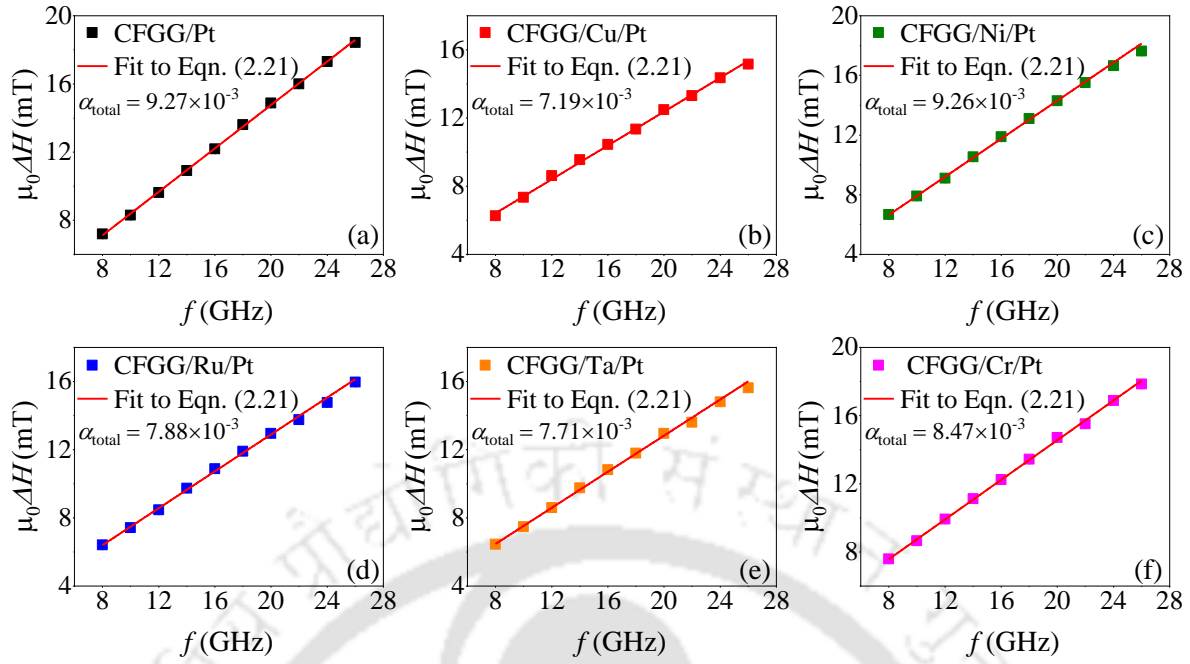 20
16
12
8
μ₀ΔH (mT)
CFGG/Pt
Fit to Eqn. (2.21)
α_total = 9.27×10⁻³
(a)
8 12 16 20 24 28
f (GHz)
16
12
8
4
μ₀ΔH (mT)
CFGG/Cu/Pt
Fit to Eqn. (2.21)
α_total = 7.19×10⁻³
(b)
8 12 16 20 24 28
f (GHz)
20
16
12
8
4
μ₀ΔH (mT)
CFGG/Ni/Pt
Fit to Eqn. (2.21)
α_total = 9.26×10⁻³
(c)
8 12 16 20 24 28
f (GHz)
16
12
8
4
μ₀ΔH (mT)
CFGG/Ru/Pt
Fit to Eqn. (2.21)
α_total = 7.88×10⁻³
(d)
8 12 16 20 24 28
f (GHz)
16
12
8
4
μ₀ΔH (mT)
CFGG/Ta/Pt
Fit to Eqn. (2.21)
α_total = 7.71×10⁻³
(e)
8 12 16 20 24 28
f (GHz)
20
16
12
8
μ₀ΔH (mT)
CFGG/Cr/Pt
Fit to Eqn. (2.21)
α_total = 8.47×10⁻³
(f)
8 12 16 20 24 28
f (GHz)